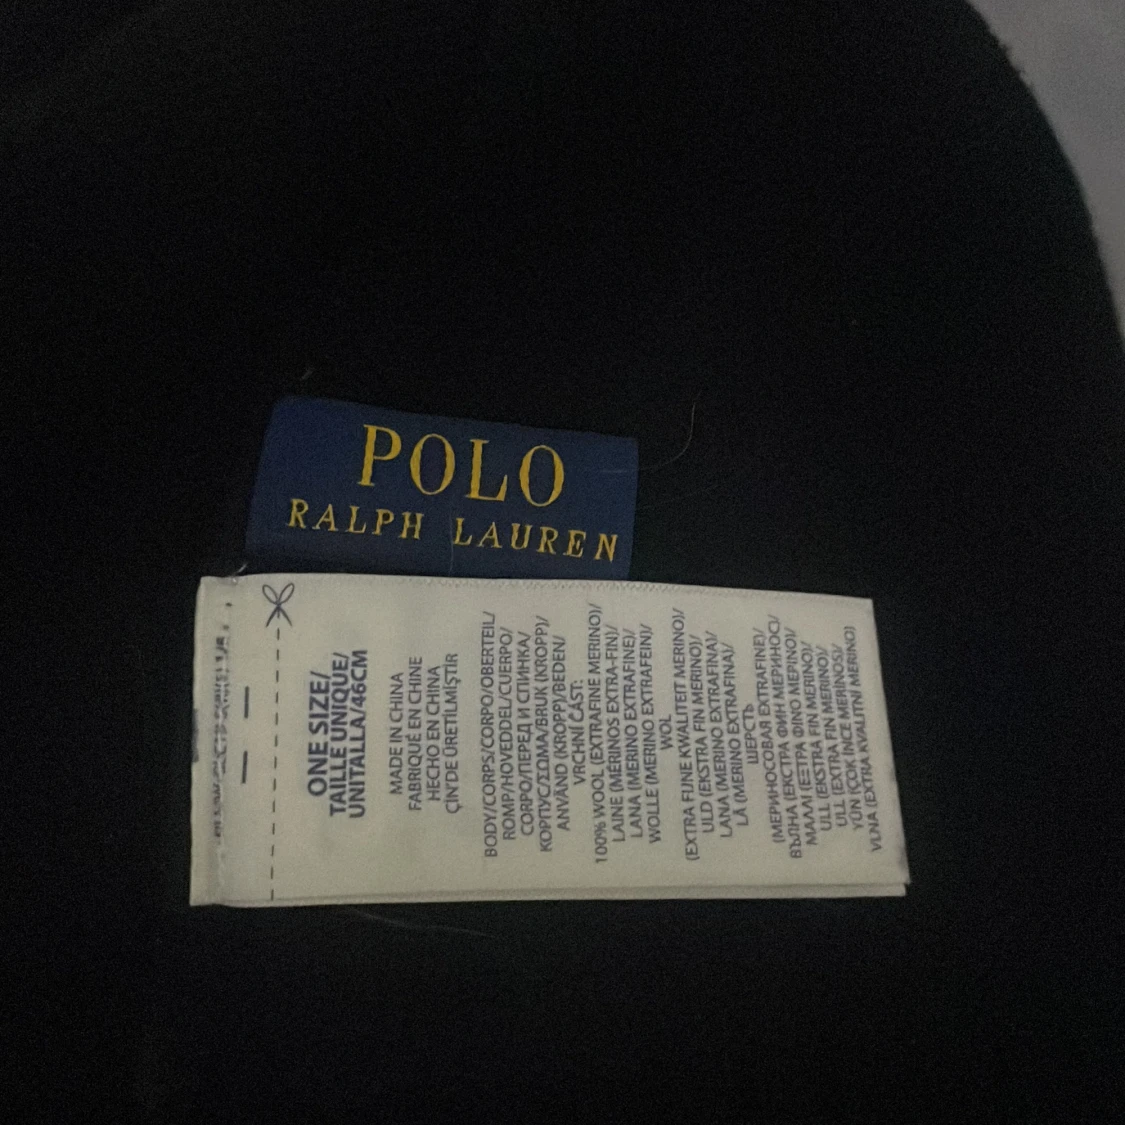 POLO
RALPH LAUREN
ONE SIZE/
TAILLE UNIQUE/
UNITALLA/46CM
MADE IN CHINA
FABRIQUÉ EN CHINE
HECHO EN CHINA
ÇIN'DE ÜRETİLMİŞTİR
BODY/CORPS/CORPO/OBERTEIL/
ROMP/HOVEDDEL/CUERPO/
CORPO/ПЕРЕД И СПИНКА/
КОРПУС/ΣΩΜΑ/BRUK (KROPP)/
ANVÄND (KROPP)/BEDEN/
VRCHNÍ ČÁST:
100% WOOL (EXTRAFINE MERINO)/
LAINE (MÉRINOS EXTRA-FIN)/
LANA (MERINO EXTRAFINE)/
WOLLE (MERINO EXTRAFEIN)/
WOL
(EXTRA FIJNE KWALITEIT MERINO)/
ULD (EKSTRA FIN MERINO)/
LANA (MERINO EXTRAFINA)/
LÃ (MERINO EXTRAFINA)/
ШЕРСТЬ
(МЕРИНОСОВАЯ EXTRAFINE)/
ВЪЛНА (ЕКСТРА ФИН МЕРИНОС)/
ΜΑΛΛΙ (ΕΞΤΡΑ ΦΙΝΟ ΜΕΡΙΝΟ)/
ULL (EKSTRA FIN MERINO)/
ULL (EXTRA FIN MERINO)/
YÜN (ÇOK İNCE MERİNOS)/
VLNA (EXTRA KVALITNÍ MERINO)